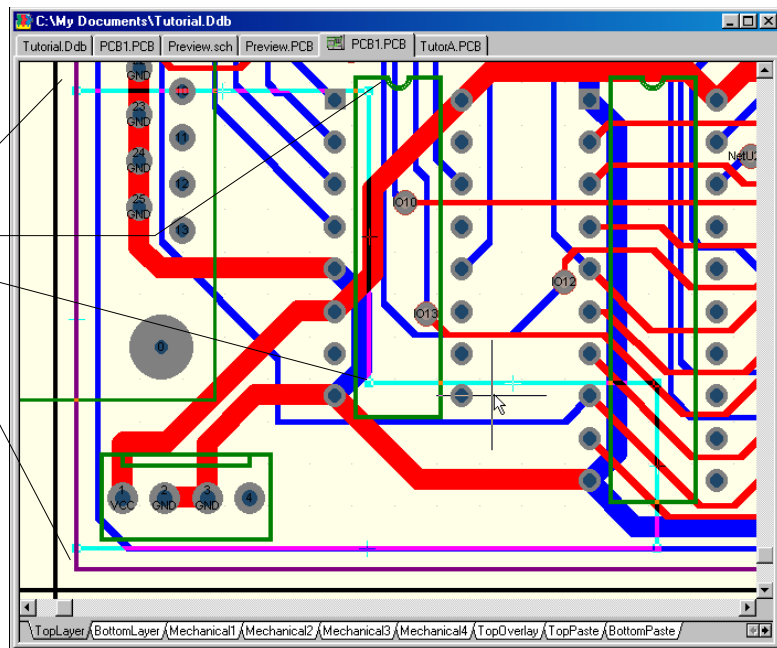 C:\My Documents\Tutorial.Ddb
Tutorial.Ddb PCB1.PCB Preview.sch Preview.PCB PCB1.PCB TutorA.PCB
GND
10
23
GND
11
24
GND
12
25
GND
13
NetU2
IO10
IO12
IO13
0
1
VCC
2
GND
3
GND
4
TopLayer BottomLayer Mechanical1 Mechanical2 Mechanical3 Mechanical4 TopOverlay TopPaste BottomPaste